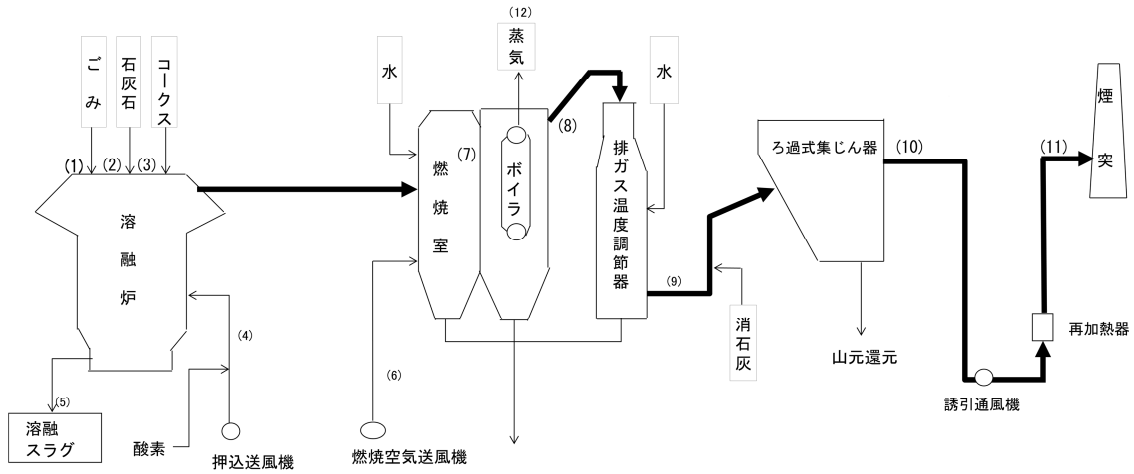 (12)
蒸気
ごみ
石灰石
コークス
水
水
(8)
煙突
(1)
(2)
(3)
(7)
ボイラ
燃焼室
排ガス温度調節器
ろ過式集じん器
(10)
(11)
溶融炉
(9)
消石灰
(4)
(6)
再加熱器
山元還元
(5)
誘引通風機
溶融
スラグ
酸素
押込送風機
燃焼空気送風機